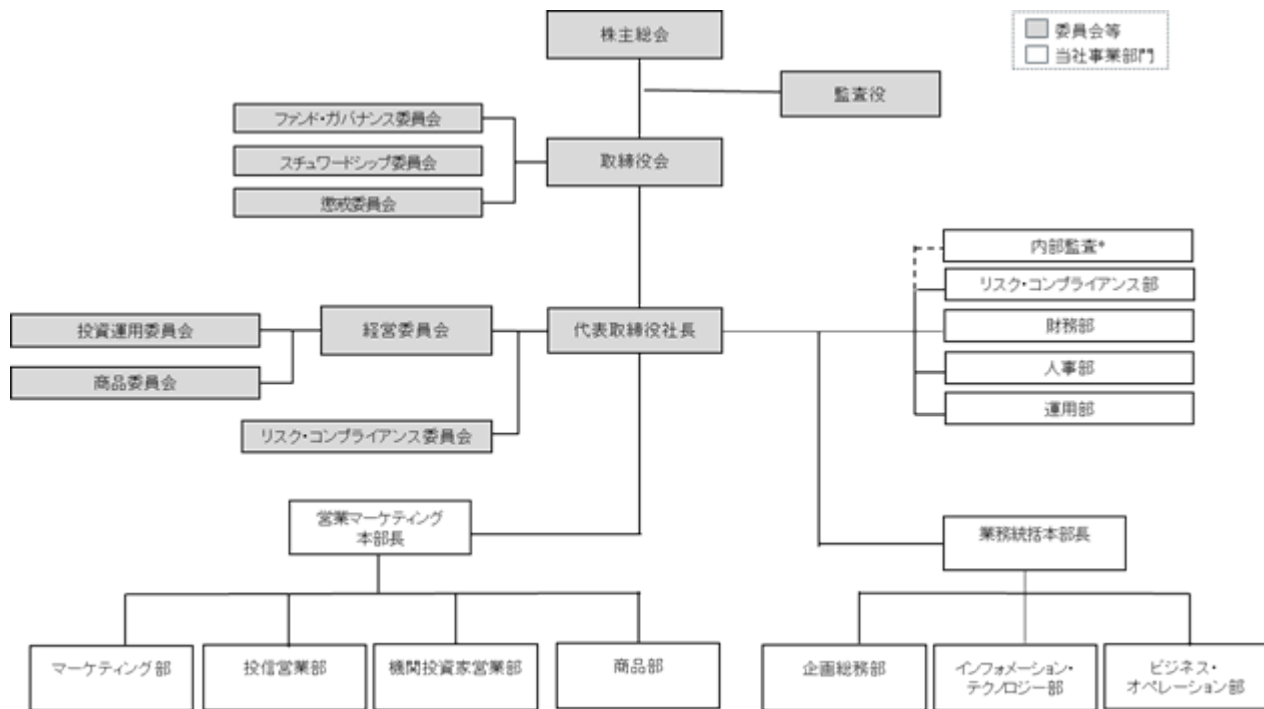 株主総会
委員会等
当社事業部門
監査役
ファンド・ガバナンス委員会
スチュワードシップ委員会
懲戒委員会
取締役会
内部監査*
リスク・コンプライアンス部
財務部
人事部
運用部
投資運用委員会
経営委員会
代表取締役社長
商品委員会
リスク・コンプライアンス委員会
営業マーケティング
本部長
業務統括本部長
マーケティング部
投信営業部
機関投資家営業部
商品部
企画総務部
インフォメーション・
テクノロジー部
ビジネス・
オペレーション部